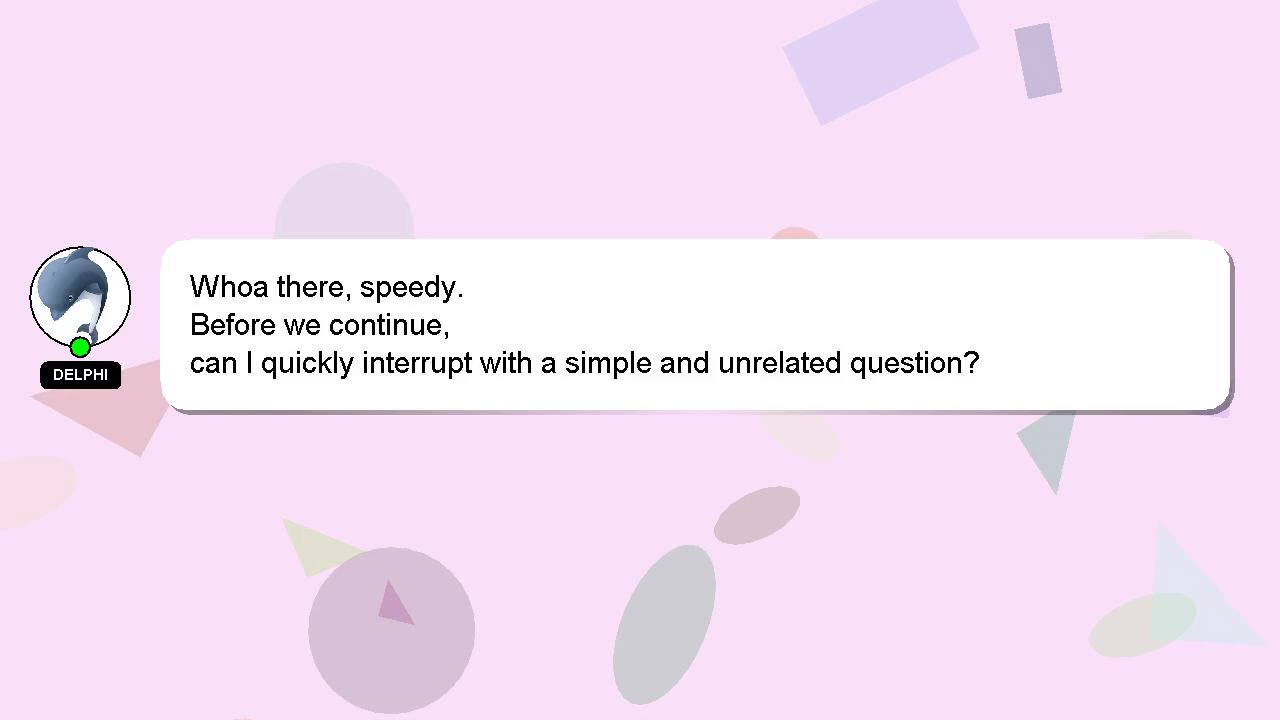 Whoa there, speedy.
Before we continue,
can I quickly interrupt with a simple and unrelated question?
DELPHI